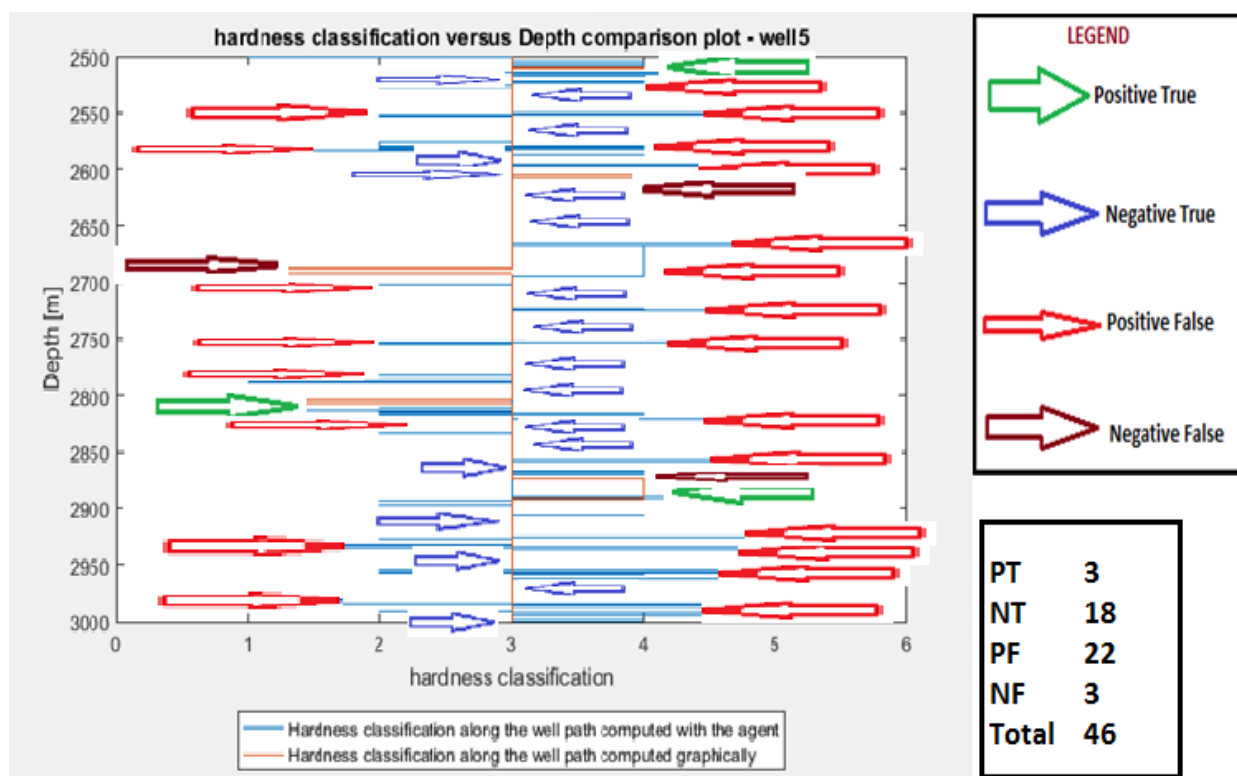 hardness classification versus Depth comparison plot - well5
2500
2550
2600
2650
2700
2750
2800
2850
2900
2950
3000
Depth [m]
0 1 2 3 4 5 6
hardness classification
Hardness classification along the well path computed with the agent
Hardness classification along the well path computed graphically
LEGEND
Positive True
Negative True
Positive False
Negative False
PT 3
NT 18
PF 22
NF 3
Total 46